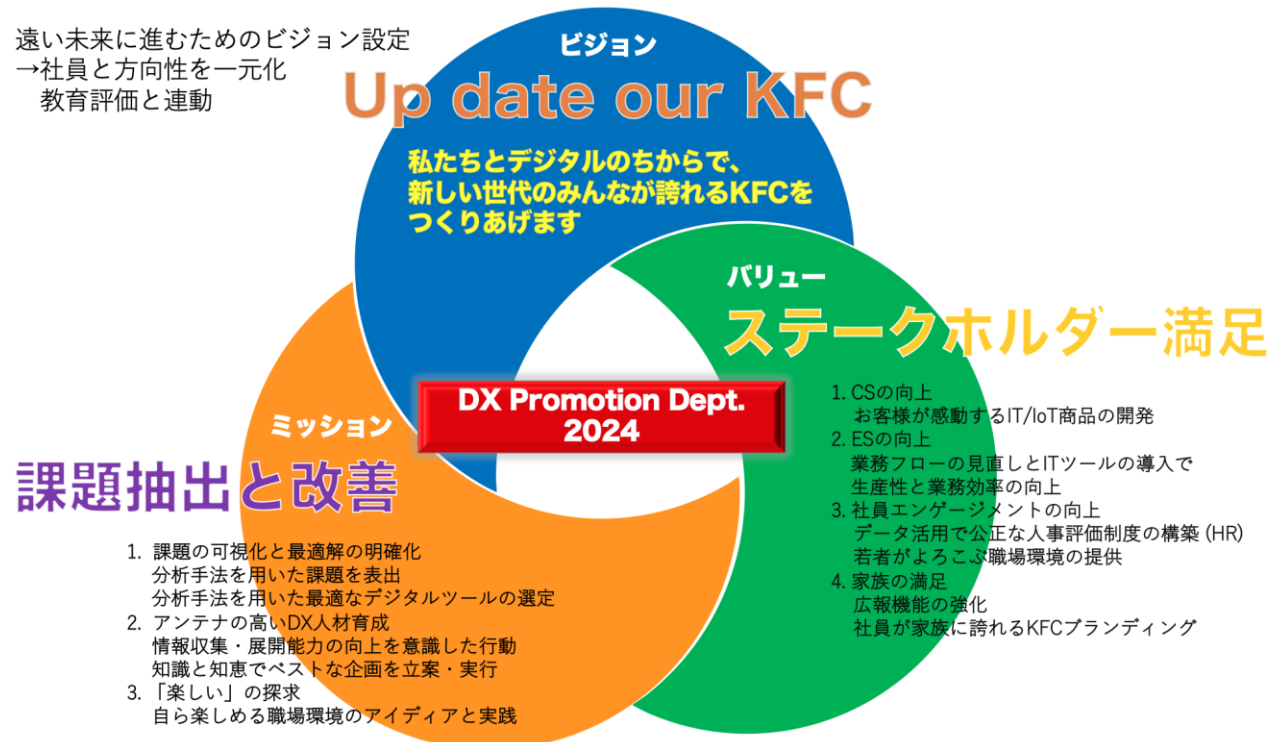 遠い未来に進むためのビジョン設定
→社員と方向性を一元化
教育評価と連動
ビジョン
Up date our KFC
私たちとデジタルのちからで、
新しい世代のみんなが誇れるKFCを
つくりあげます
バリュー
ステークホルダー満足
1. CSの向上
お客様が感動するIT/IoT商品の開発
2. ESの向上
業務フローの見直しとITツールの導入で
生産性と業務効率の向上
3. 社員エンゲージメントの向上
データ活用で公正な人事評価制度の構築 (HR)
若者がよろこぶ職場環境の提供
4. 家族の満足
広報機能の強化
社員が家族に誇れるKFCブランディング
DX Promotion Dept.
2024
ミッション
課題抽出と改善
1. 課題の可視化と最適解の明確化
分析手法を用いた課題を表出
分析手法を用いた最適なデジタルツールの選定
2. アンテナの高いDX人材育成
情報収集・展開能力の向上を意識した行動
知識と知恵でベストな企画を立案・実行
3. 「楽しい」の探求
自ら楽しめる職場環境のアイディアと実践